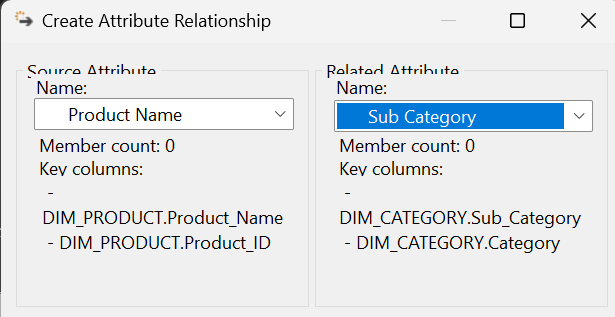 Create Attribute Relationship
Source Attribute
Name:
Product Name
Member count: 0
Key columns:
-
DIM_PRODUCT.Product_Name
- DIM_PRODUCT.Product_ID
Related Attribute
Name:
Sub Category
Member count: 0
Key columns:
-
DIM_CATEGORY.Sub_Category
- DIM_CATEGORY.Category